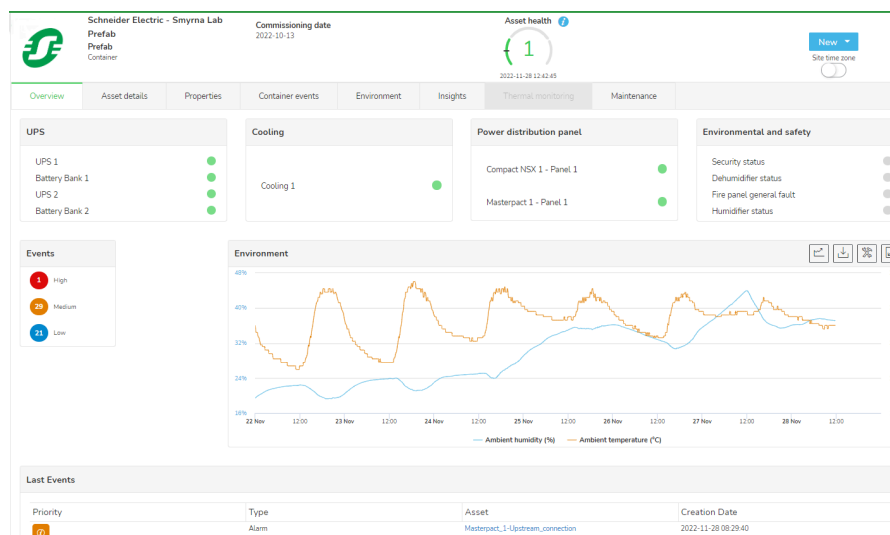 Schneider Electric - Smyrna Lab
Prefab
Prefab
Container
Commissioning date
2022-10-13
Asset health
1
2022-11-28 12:42:45
New
Site time zone
Overview
Asset details
Properties
Container events
Environment
Insights
Thermal monitoring
Maintenance
UPS
UPS 1
Battery Bank 1
UPS 2
Battery Bank 2
Cooling
Cooling 1
Power distribution panel
Compact NSX 1 - Panel 1
Masterpact 1 - Panel 1
Environmental and safety
Security status
Dehumidifier status
Fire panel general fault
Humidifier status
Events
1 High
29 Medium
21 Low
Environment
48%
40%
32%
24%
16%
22 Nov 12:00 23 Nov 12:00 24 Nov 12:00 25 Nov 12:00 26 Nov 12:00 27 Nov 12:00 28 Nov 12:00
Ambient humidity (%) Ambient temperature (ºC)
Last Events
Priority Type Asset Creation Date
Alarm Masterpact_1-Upstream_connection 2022-11-28 08:29:40